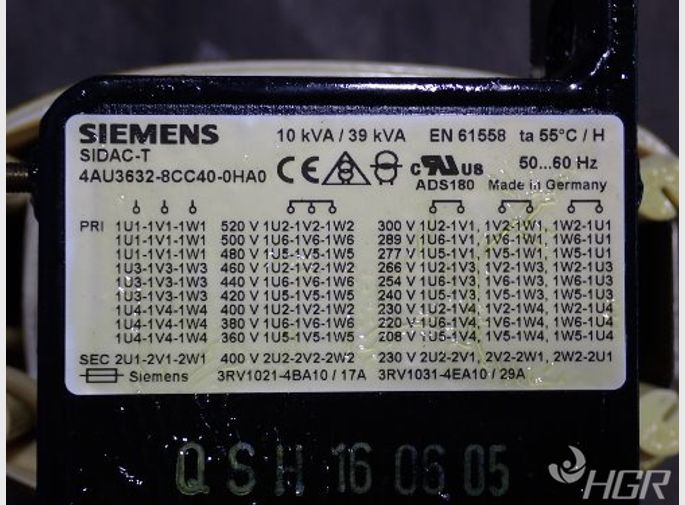 SIEMENS 10 kVA / 39 kVA EN 61558 ta 55°C / H
SIDAC-T
4AU3632-8CC40-0HA0 CE c UR US 50...60 Hz
ADS180 Made in Germany
PRI 1U1-1V1-1W1 520 V 1U2-1V2-1W2 300 V 1U2-1V1, 1V2-1W1, 1W2-1U1
1U1-1V1-1W1 500 V 1U6-1V6-1W6 289 V 1U6-1V1, 1V6-1W1, 1W6-1U1
1U1-1V1-1W1 480 V 1U5-1V5-1W5 277 V 1U5-1V1, 1V5-1W1, 1W5-1U1
1U3-1V3-1W3 460 V 1U2-1V2-1W2 266 V 1U2-1V3, 1V2-1W3, 1W2-1U3
1U3-1V3-1W3 440 V 1U6-1V6-1W6 254 V 1U6-1V3, 1V6-1W3, 1W6-1U3
1U3-1V3-1W3 420 V 1U5-1V5-1W5 240 V 1U5-1V3, 1V5-1W3, 1W5-1U3
1U4-1V4-1W4 400 V 1U2-1V2-1W2 230 V 1U2-1V4, 1V2-1W4, 1W2-1U4
1U4-1V4-1W4 380 V 1U6-1V6-1W6 220 V 1U6-1V4, 1V6-1W4, 1W6-1U4
1U4-1V4-1W4 360 V 1U5-1V5-1W5 208 V 1U5-1V4, 1V5-1W4, 1W5-1U4
SEC 2U1-2V1-2W1 400 V 2U2-2V2-2W2 230 V 2U2-2V1, 2V2-2W1, 2W2-2U1
Siemens 3RV1021-4BA10 / 17A 3RV1031-4EA10 / 29A
QSH 16 06 05
HGR